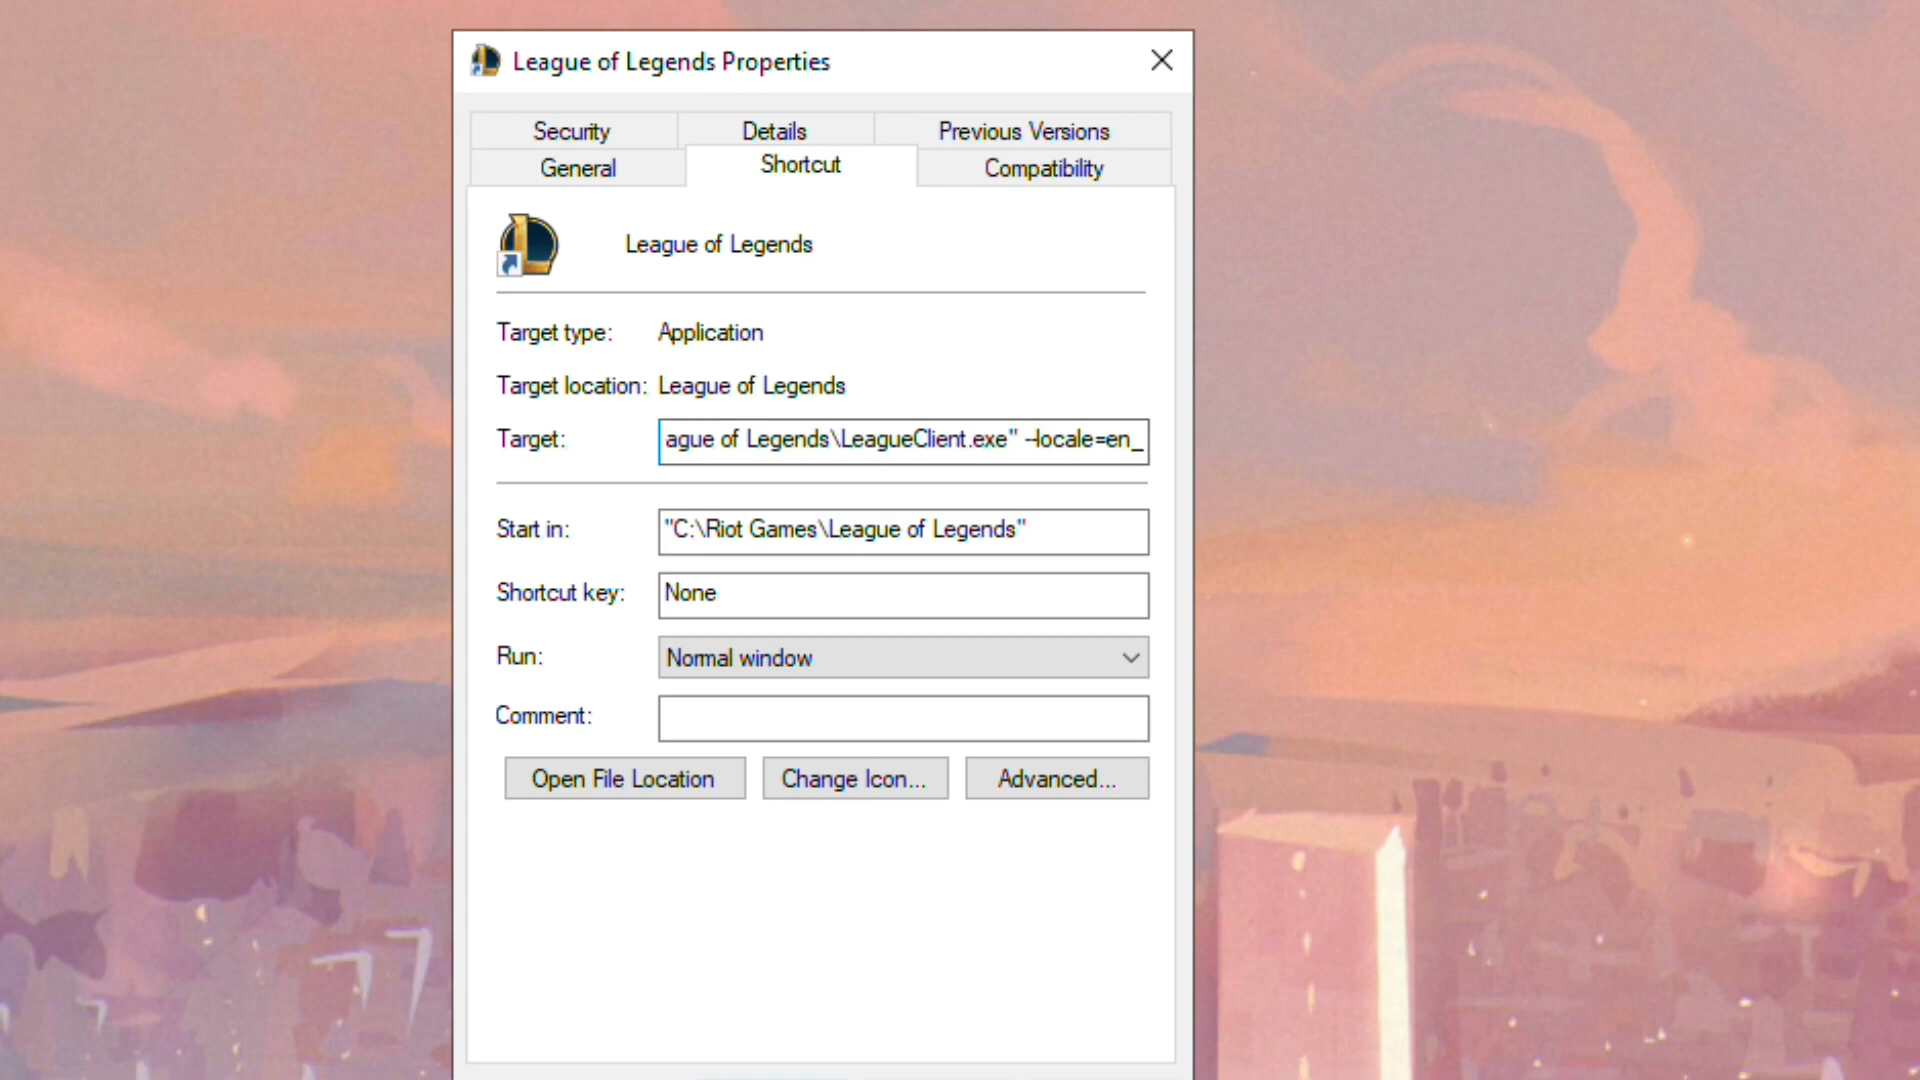 League of Legends Properties
Security Details Previous Versions
General Shortcut Compatibility
League of Legends
Target type: Application
Target location: League of Legends
Target: ague of Legends\LeagueClient.exe" --locale=en_
Start in: "C:\Riot Games\League of Legends"
Shortcut key: None
Run: Normal window
Comment:
Open File Location Change Icon... Advanced...